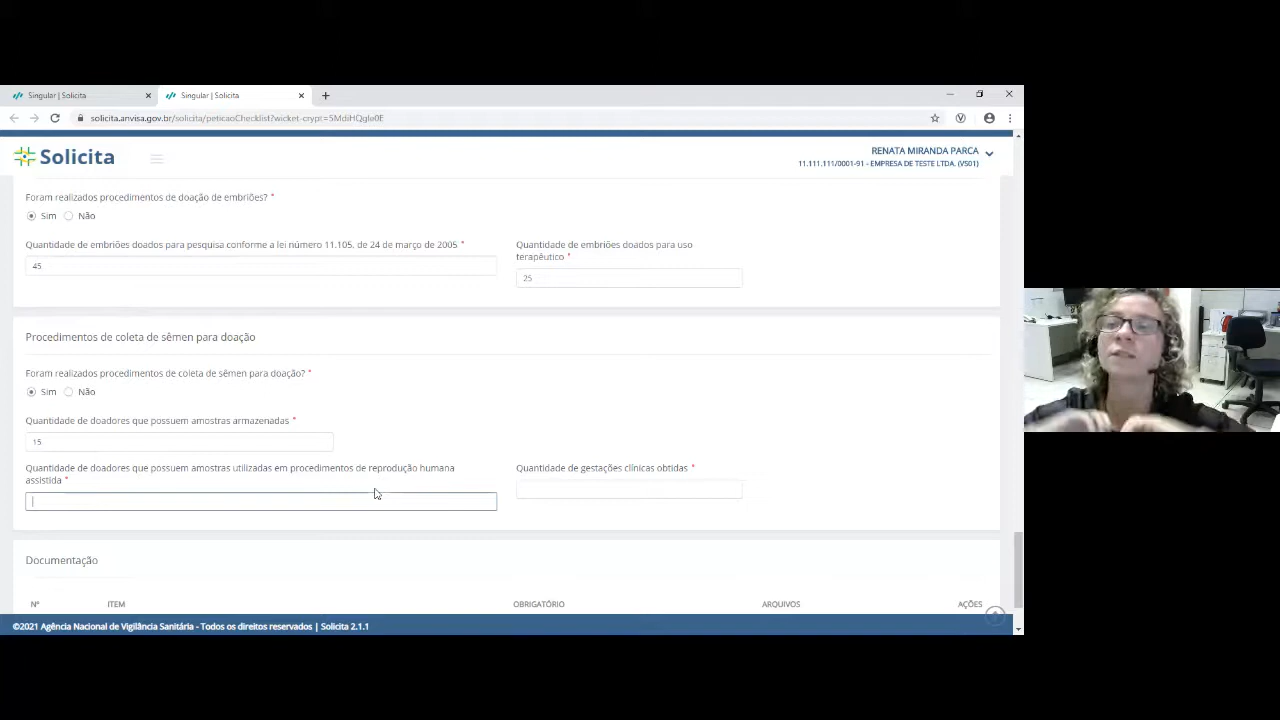 Singular | Solicita
Singular | Solicita
solicita.anvisa.gov.br/solicita/peticaoChecklist?wicket-crypt=5MdiHQgIe0E
Solicita
RENATA MIRANDA PARCA
11.111.111/0001-91 - EMPRESA DE TESTE LTDA. (VS01)
Foram realizados procedimentos de doação de embriões? *
Sim Não
Quantidade de embriões doados para pesquisa conforme a lei número 11.105, de 24 de março de 2005 *
45
Quantidade de embriões doados para uso
terapêutico *
25
Procedimentos de coleta de sêmen para doação
Foram realizados procedimentos de coleta de sêmen para doação? *
Sim Não
Quantidade de doadores que possuem amostras armazenadas *
15
Quantidade de doadores que possuem amostras utilizadas em procedimentos de reprodução humana
assistida *
Quantidade de gestações clínicas obtidas *
Documentação
Nº ITEM OBRIGATÓRIO ARQUIVOS AÇÕES
©2021 Agência Nacional de Vigilância Sanitária - Todos os direitos reservados | Solicita 2.1.1